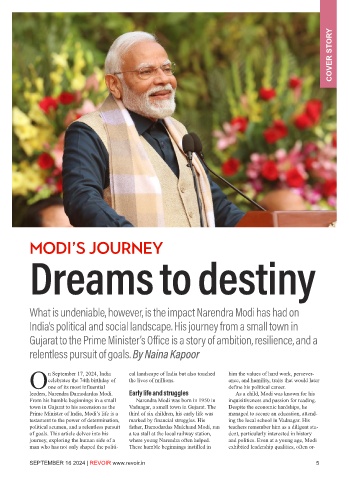 COVER STORY
MODI'S JOURNEY
Dreams to destiny
What is undeniable, however, is the impact Narendra Modi has had on
India's political and social landscape. His journey from a small town in
Gujarat to the Prime Minister's Office is a story of ambition, resilience, and a
relentless pursuit of goals. By Naina Kapoor
On September 17, 2024, India
celebrates the 74th birthday of
one of its most influential
leaders, Narendra Damodardas Modi.
From his humble beginnings in a small
town in Gujarat to his ascension as the
Prime Minister of India, Modi's life is a
testament to the power of determination,
political acumen, and a relentless pursuit
of goals. This article delves into his
journey, exploring the human side of a
man who has not only shaped the politi-
cal landscape of India but also touched
the lives of millions.
Early life and struggles
Narendra Modi was born in 1950 in
Vadnagar, a small town in Gujarat. The
third of six children, his early life was
marked by financial struggles. His
father, Damodardas Mulchand Modi, ran
a tea stall at the local railway station,
where young Narendra often helped.
These humble beginnings instilled in
him the values of hard work, persever-
ance, and humility, traits that would later
define his political career.
As a child, Modi was known for his
inquisitiveness and passion for reading.
Despite the economic hardships, he
managed to secure an education, attend-
ing the local school in Vadnagar. His
teachers remember him as a diligent stu-
dent, particularly interested in history
and politics. Even at a young age, Modi
exhibited leadership qualities, often or-
SEPTEMBER 16 2024 | REVOIR www.revoir.in
5